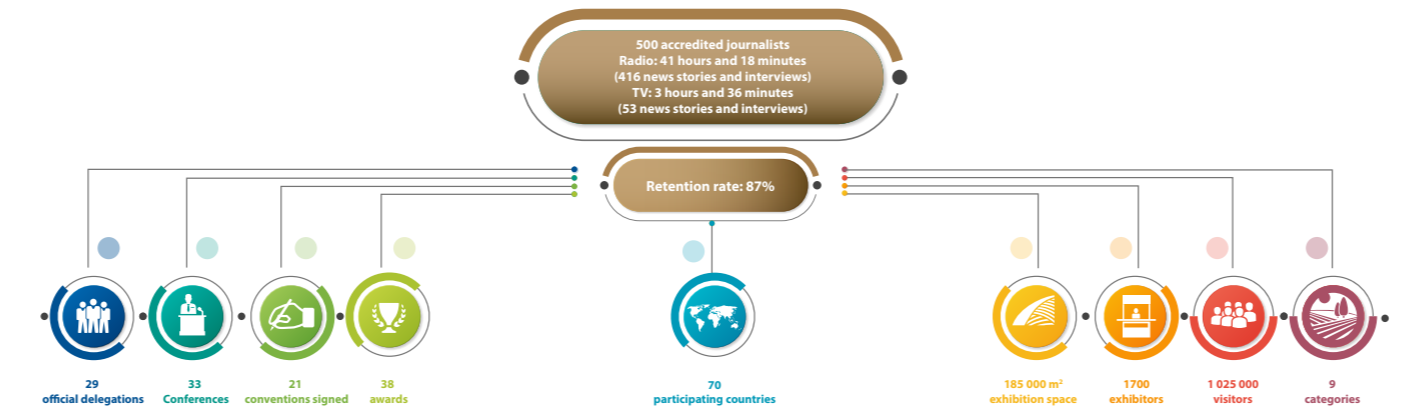 500 accredited journalists
Radio: 41 hours and 18 minutes
(416 news stories and interviews)
TV: 3 hours and 36 minutes
(53 news stories and interviews)
Retention rate: 87%
29
official delegations
33
Conferences
21
conventions signed
38
awards
70
participating countries
185 000 m²
exhibition space
1700
exhibitors
1 025 000
visitors
9
categories